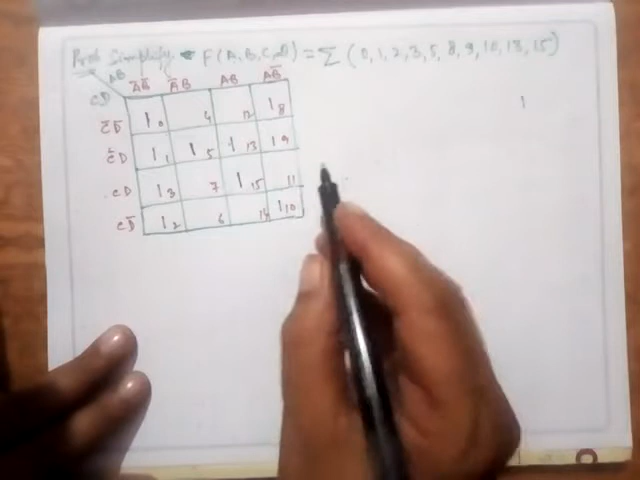 Prob Simplify F(A,B,C,D) = Σ (0,1,2,3,5,8,9,10,13,15)
AB
CD A̅B̅ A̅B AB AB̅
C̅D̅ 1 0 4 12 1 8
C̅D 1 1 1 5 1 13 1 9
CD 1 3 7 1 15 11
CD̅ 1 2 6 14 1 10